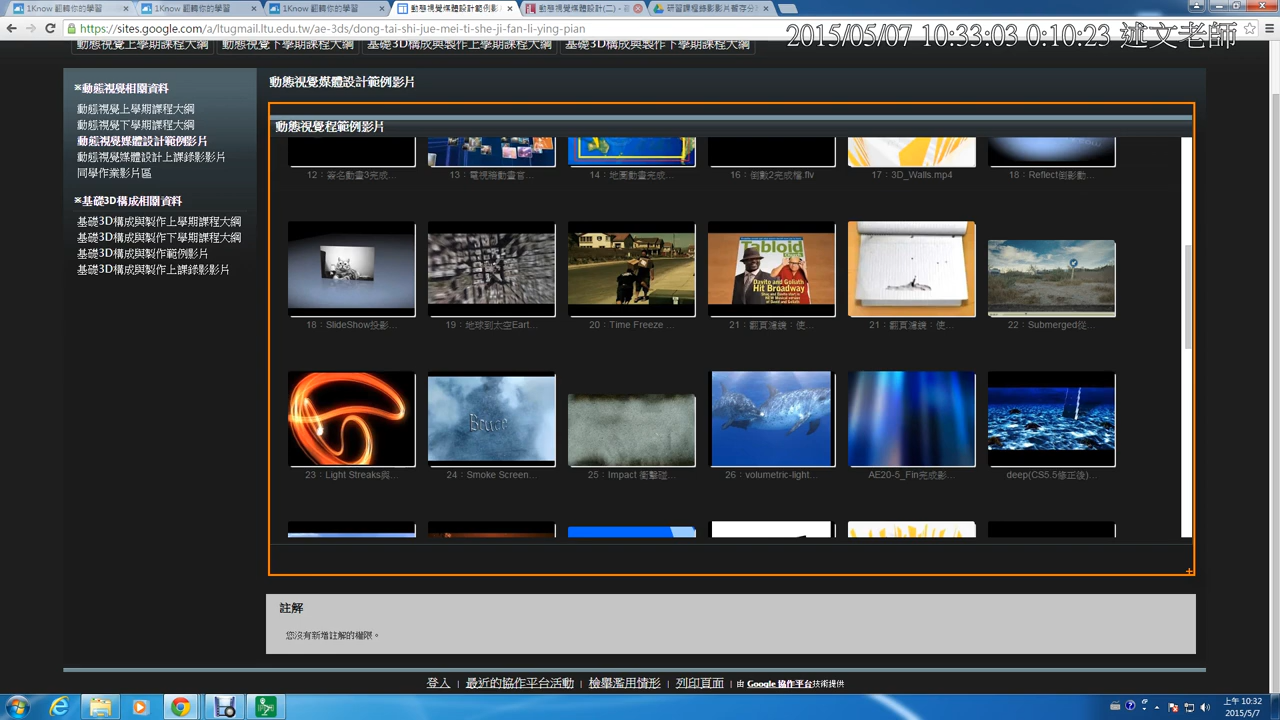 1Know 翻轉你的學習
1Know 翻轉你的學習
1Know 翻轉你的學習
動態視覺媒體設計範例影
動態視覺媒體設計(二) -
研習課程錄影影片暫存分
https://sites.google.com/a/ltugmail.ltu.edu.tw/ae-3ds/dong-tai-shi-jue-mei-ti-she-ji-fan-li-ying-pian
2015/05/07 10:33:03 0:10:23 述文老師
動態視覺上學期課程大綱
動態視覺下學期課程大綱
基礎3D構成與製作上學期課程大綱
基礎3D構成與製作下學期課程大綱
※動態視覺相關資料
動態視覺上學期課程大綱
動態視覺下學期課程大綱
動態視覺媒體設計範例影片
動態視覺媒體設計上課錄影影片
同學作業影片區
※基礎3D構成相關資料
基礎3D構成與製作上學期課程大綱
基礎3D構成與製作下學期課程大綱
基礎3D構成與製作範例影片
基礎3D構成與製作上課錄影影片
動態視覺媒體設計範例影片
動態視覺程範例影片
12：簽名動畫3完成...
13：電視牆動畫官...
14：地圖動畫完成...
16：倒數2完成檔.flv
17：3D_Walls.mp4
18：Reflect倒影動...
Tabloid
Davito and Goliath
Hit Broadway
18：SlideShow投影...
19：地球到太空Eart...
20：Time Freeze ...
21：翻頁濾鏡：使...
21：翻頁濾鏡：使...
22：Submerged從...
Bruce
23：Light Streaks與...
24：Smoke Screen...
25：Impact 衝擊碰...
26：volumetric-light...
AE20-5_Fin完成影...
deep(CS5.5修正後)...
註解
您沒有新增註解的權限。
登入 | 最近的協作平台活動 | 檢舉濫用情形 | 列印頁面 | 由 Google 協作平台技術提供
上午 10:32
2015/5/7